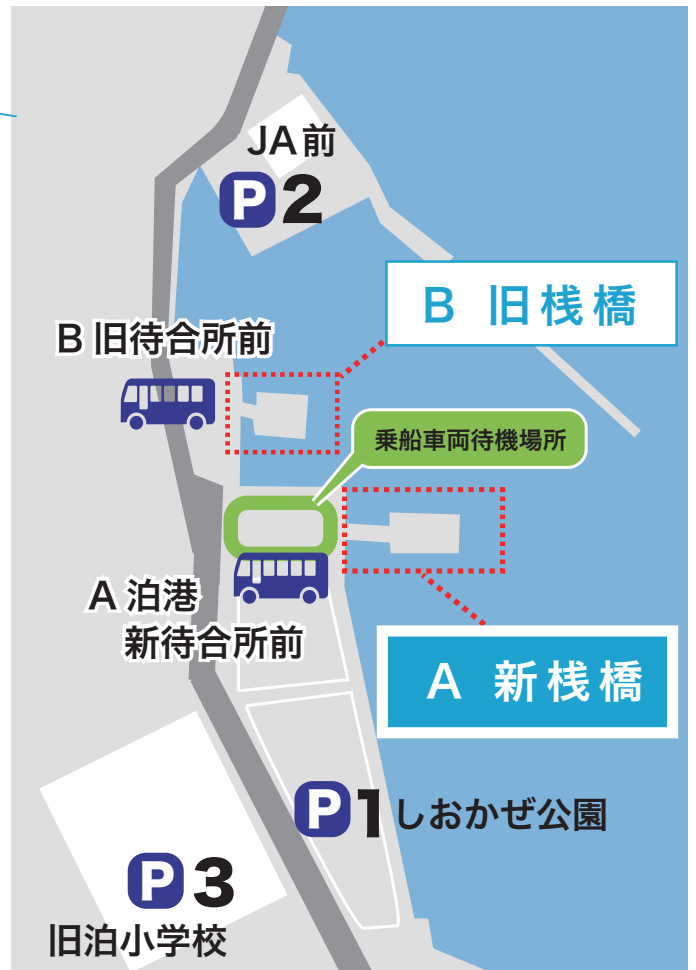 JA前
P2
B 旧桟橋
B 旧待合所前
乗船車両待機場所
A 泊港
新待合所前
A 新桟橋
P1しおかぜ公園
P3
旧泊小学校